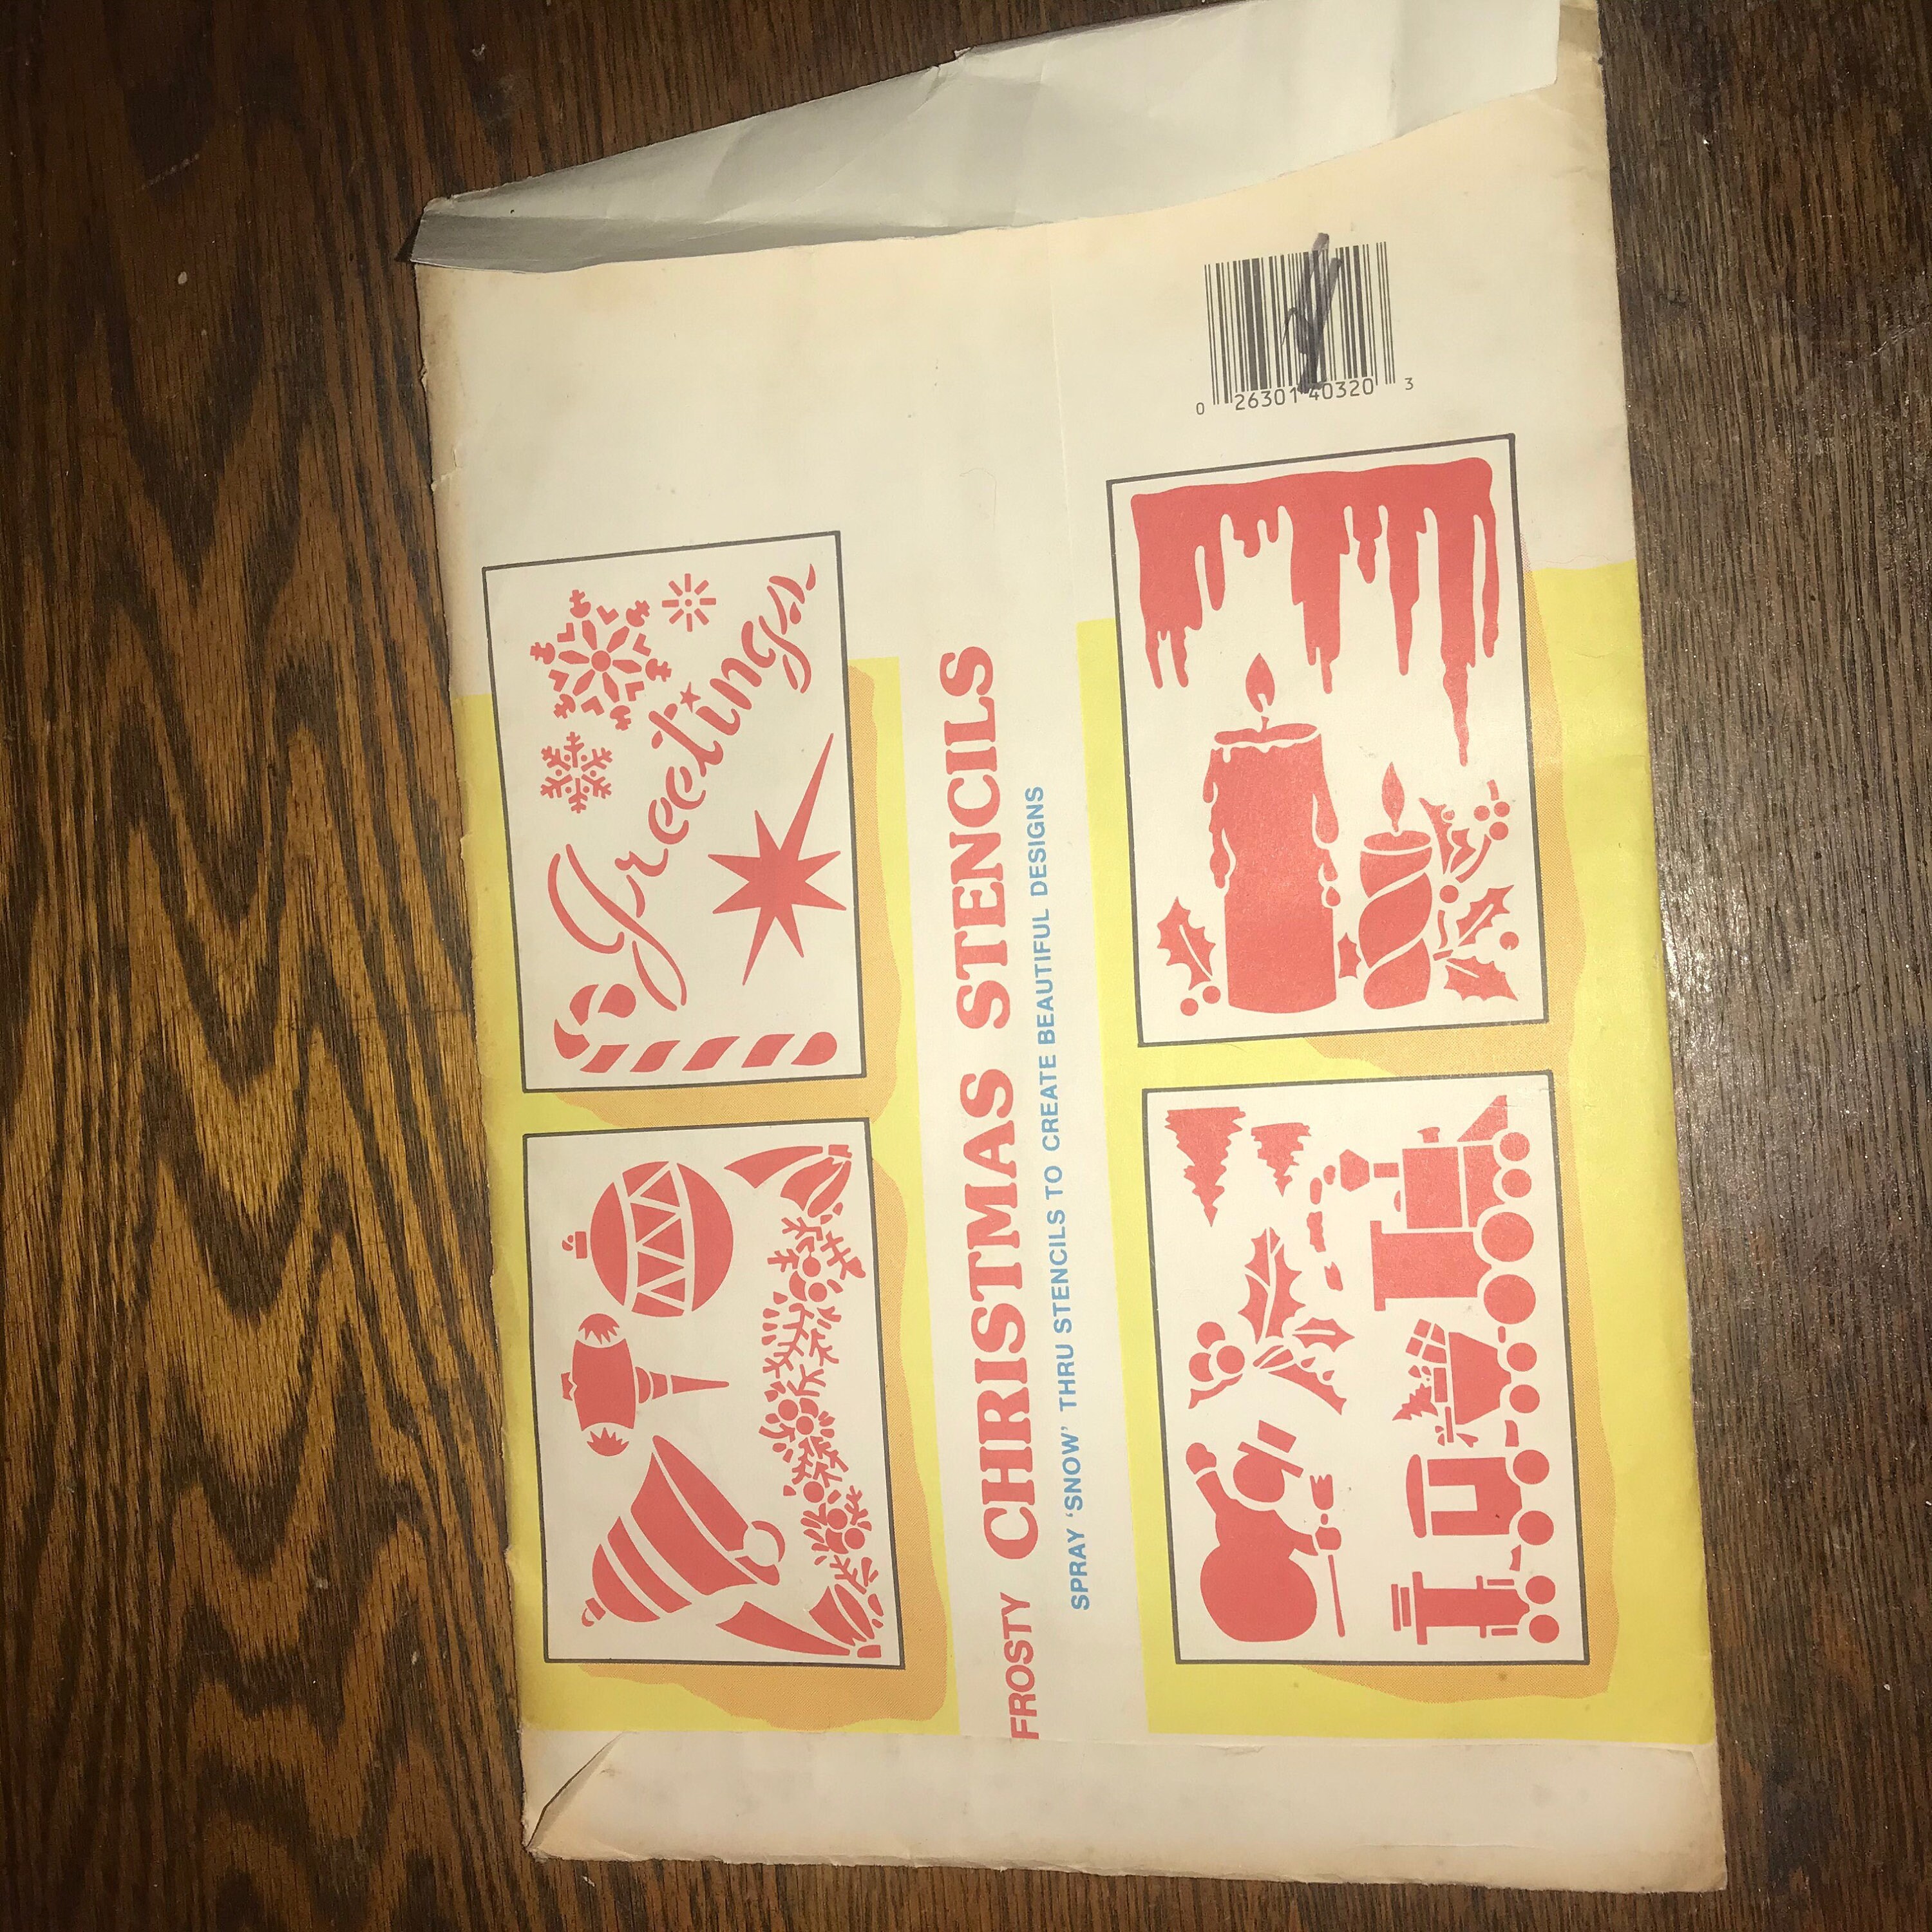 Greetings
FROSTY CHRISTMAS STENCILS
SPRAY 'SNOW' THRU STENCILS TO CREATE BEAUTIFUL DESIGNS
0 26301 40320 3